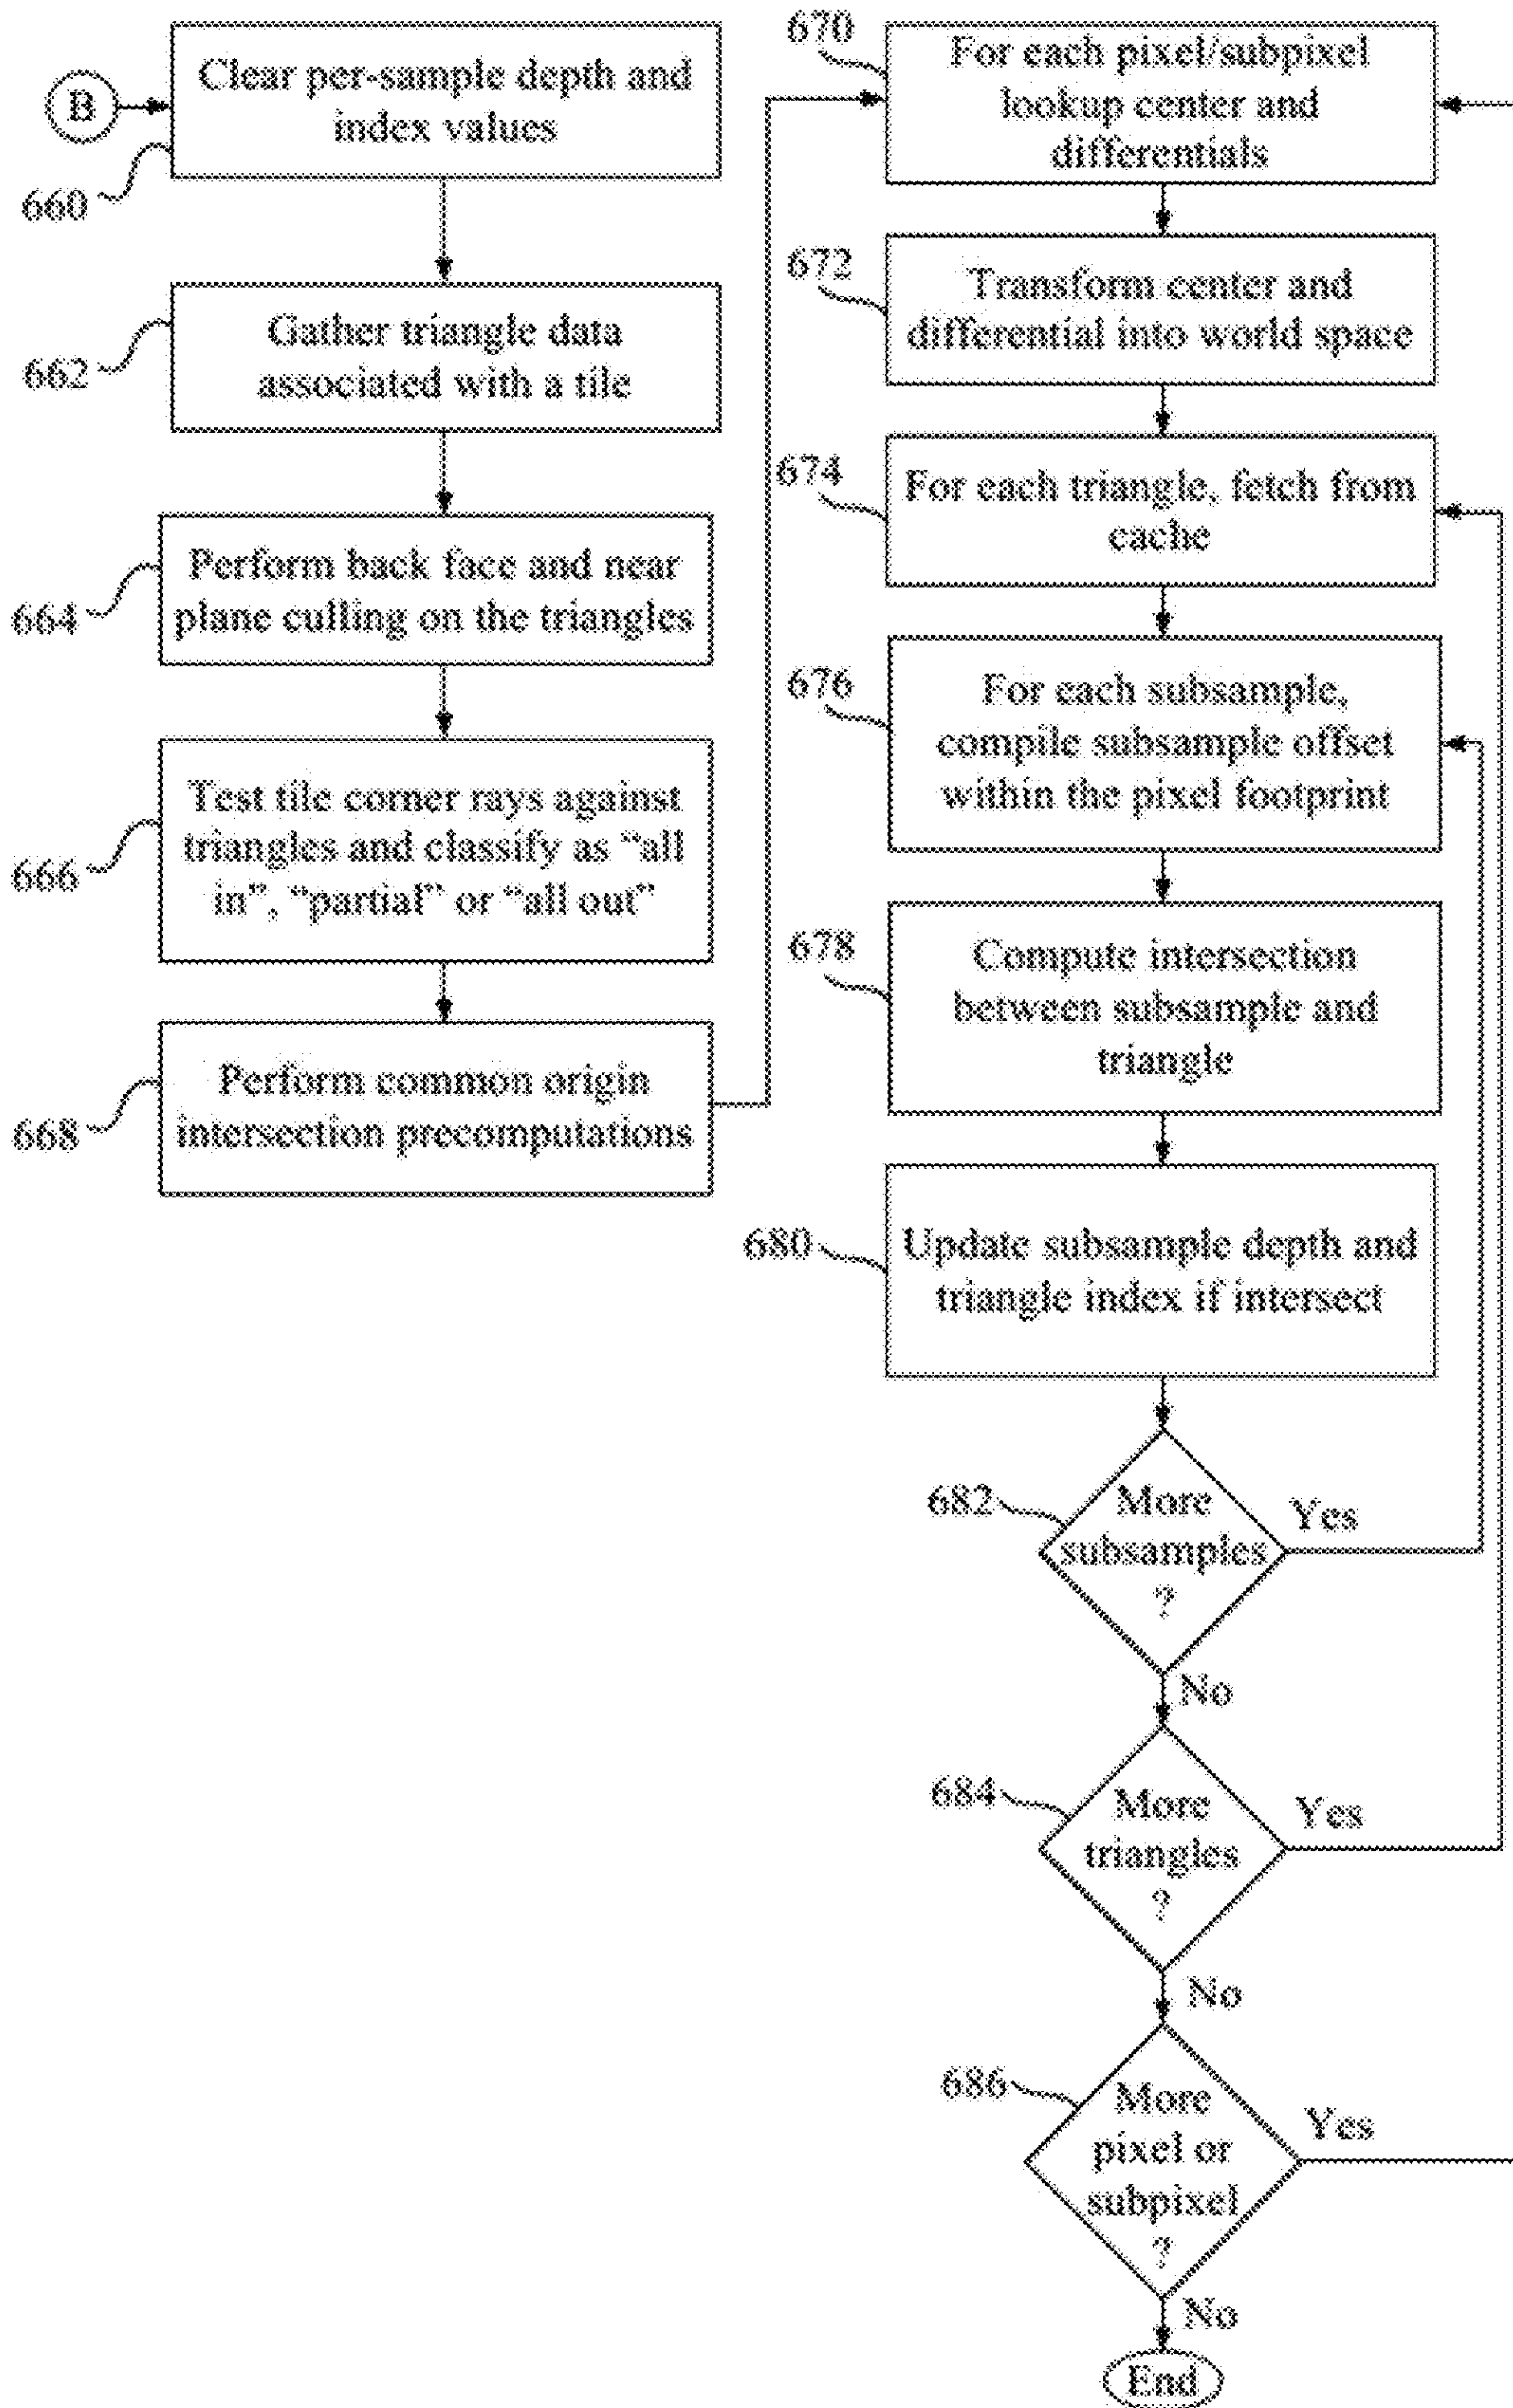 B
Clear per-sample depth and
index values
660
Gather triangle data
associated with a tile
662
Perform back face and near
plane culling on the triangles
664
Test tile corner rays against
triangles and classify as “all
in”, “partial” or “all out”
666
Perform common origin
intersection precomputations
668
670
For each pixel/subpixel
lookup center and
differentials
672
Transform center and
differential into world space
674
For each triangle, fetch from
cache
676
For each subsample,
compile subsample offset
within the pixel footprint
678
Compute intersection
between subsample and
triangle
680
Update subsample depth and
triangle index if intersect
682
More
subsamples
?
Yes
No
684
More
triangles
?
Yes
No
686
More
pixel or
subpixel
?
Yes
No
End